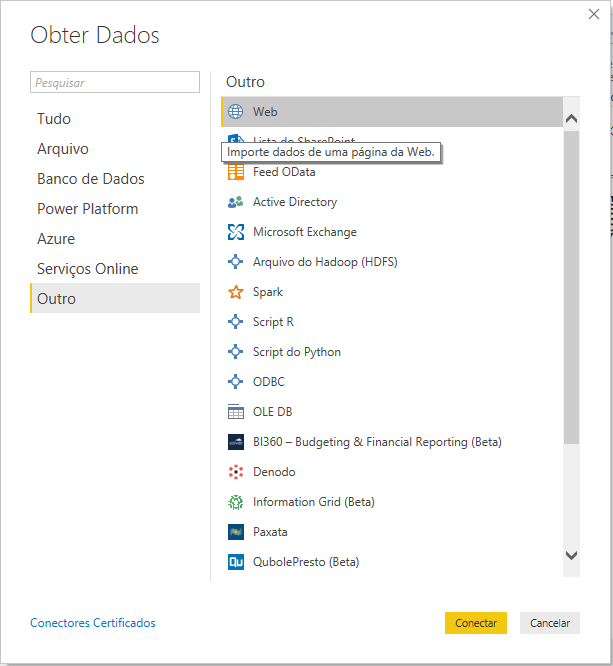 Obter Dados
Pesquisar
Tudo
Arquivo
Banco de Dados
Power Platform
Azure
Serviços Online
Outro
Outro
Web
Lista do SharePoint
Importe dados de uma página da Web.
Feed OData
Active Directory
Microsoft Exchange
Arquivo do Hadoop (HDFS)
Spark
Script R
Script do Python
ODBC
OLE DB
BI360 – Budgeting & Financial Reporting (Beta)
Denodo
Information Grid (Beta)
Paxata
Qu
QubolePresto (Beta)
Conectores Certificados
Conectar
Cancelar